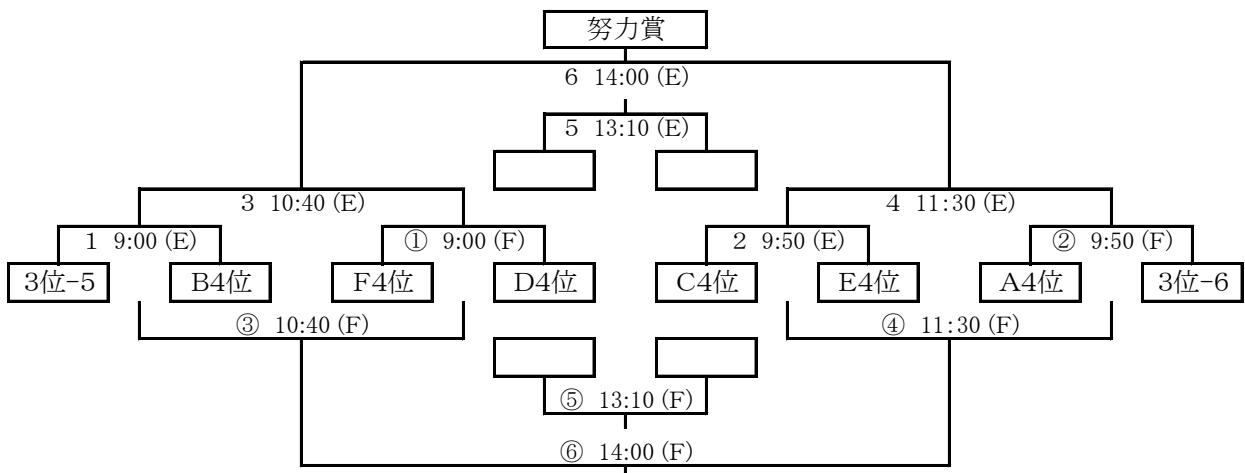 努力賞
6 14:00 (E)
5 13:10 (E)
3 10:40 (E)
4 11:30 (E)
1 9:00 (E)
① 9:00 (F)
2 9:50 (E)
② 9:50 (F)
3位-5
B4位
F4位
D4位
C4位
E4位
A4位
3位-6
③ 10:40 (F)
④ 11:30 (F)
⑤ 13:10 (F)
⑥ 14:00 (F)